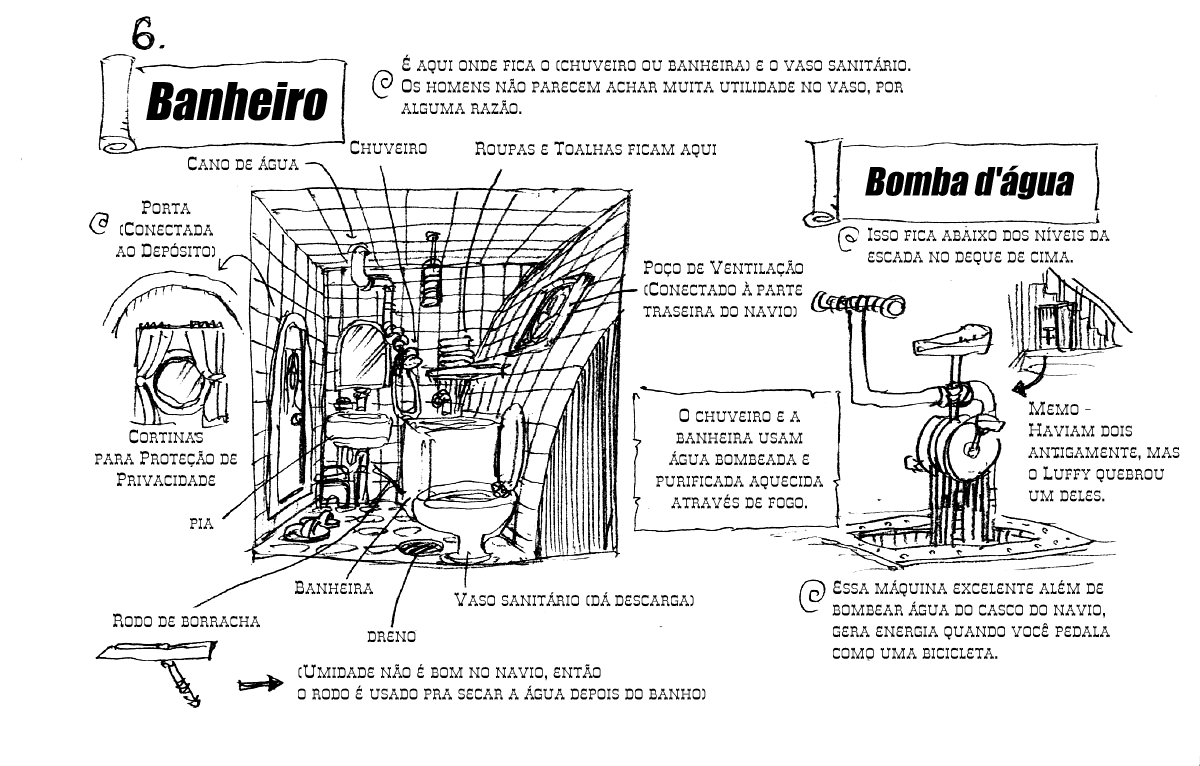 6.
Banheiro
É AQUI ONDE FICA O (CHUVEIRO OU BANHEIRA) E O VASO SANITÁRIO.
OS HOMENS NÃO PARECEM ACHAR MUITA UTILIDADE NO VASO, POR
ALGUMA RAZÃO.
CANO DE ÁGUA
CHUVEIRO
ROUPAS E TOALHAS FICAM AQUI
PORTA
(CONECTADA
AO DEPÓSITO)
POÇO DE VENTILAÇÃO
(CONECTADO À PARTE
TRASEIRA DO NAVIO)
CORTINAS
PARA PROTEÇÃO DE
PRIVACIDADE
PIA
O CHUVEIRO E A
BANHEIRA USAM
ÁGUA BOMBEADA E
PURIFICADA AQUECIDA
ATRAVÉS DE FOGO.
BANHEIRA
VASO SANITÁRIO (DÁ DESCARGA)
DRENO
RODO DE BORRACHA
(UMIDADE NÃO É BOM NO NAVIO, ENTÃO
O RODO É USADO PRA SECAR A ÁGUA DEPOIS DO BANHO)
Bomba d'água
ISSO FICA ABAIXO DOS NÍVEIS DA
ESCADA NO DEQUE DE CIMA.
MEMO -
HAVIAM DOIS
ANTIGAMENTE, MAS
O LUFFY QUEBROU
UM DELES.
ESSA MÁQUINA EXCELENTE ALÉM DE
BOMBEAR ÁGUA DO CASCO DO NAVIO,
GERA ENERGIA QUANDO VOCÊ PEDALA
COMO UMA BICICLETA.